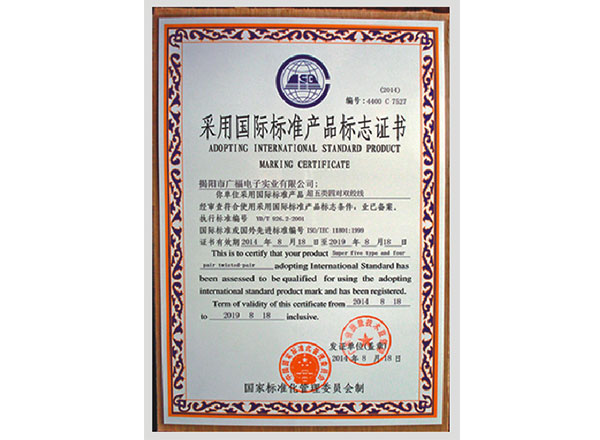 (2014)
编号:4400 C 7527
采用国际标准产品标志证书
ADOPTING INTERNATIONAL STANDARD PRODUCT
MARKING CERTIFICATE
揭阳市广福电子实业有限公司:
你单位采用国际标准产品 超五类四对双绞线
经审查符合使用采用国际标准产品标志条件,业已备案。
执行标准编号 YD/T 926.2-2001
国际标准或国外先进标准编号 ISO/IEC 11801:1999
证书有效期2014 年 8 月18日至 2019 年 8 月18日
This is to certify that your product Super five type and four
pair twisted-pair adopting International Standard has
been assessed to be qualified for using the adopting
international standard product mark and has been registered.
Term of validity of this certificate from 2014 8 18
to 2019 8 18 inclusive.
发证单位(盖章)
2014年 8 月 18 日
国家标准化管理委员会制